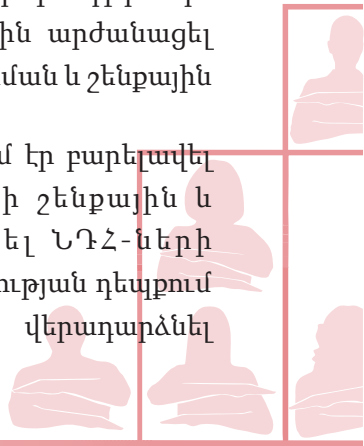 ին արժանացել
ման և շենքային
մ էր բարելավել
ի շենքային և
ել ՆԴՀ-ների
ության դեպքում
վերադարձնել